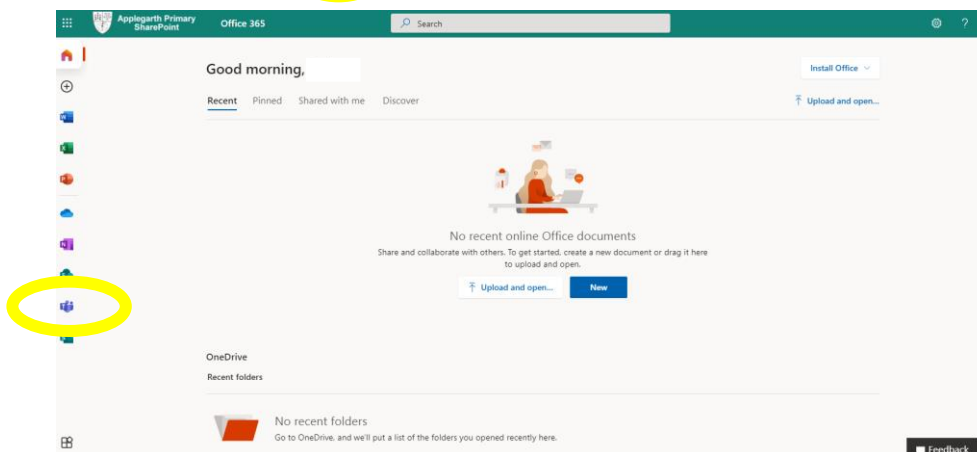 Applegarth Primary
SharePoint
Office 365
Search
?
Good morning,
Install Office
Recent Pinned Shared with me Discover
Upload and open...
No recent online Office documents
Share and collaborate with others. To get started, create a new document or drag it here
to upload and open.
Upload and open... New
OneDrive
Recent folders
No recent folders
Go to OneDrive, and we'll put a list of the folders you opened recently here.
Feedback